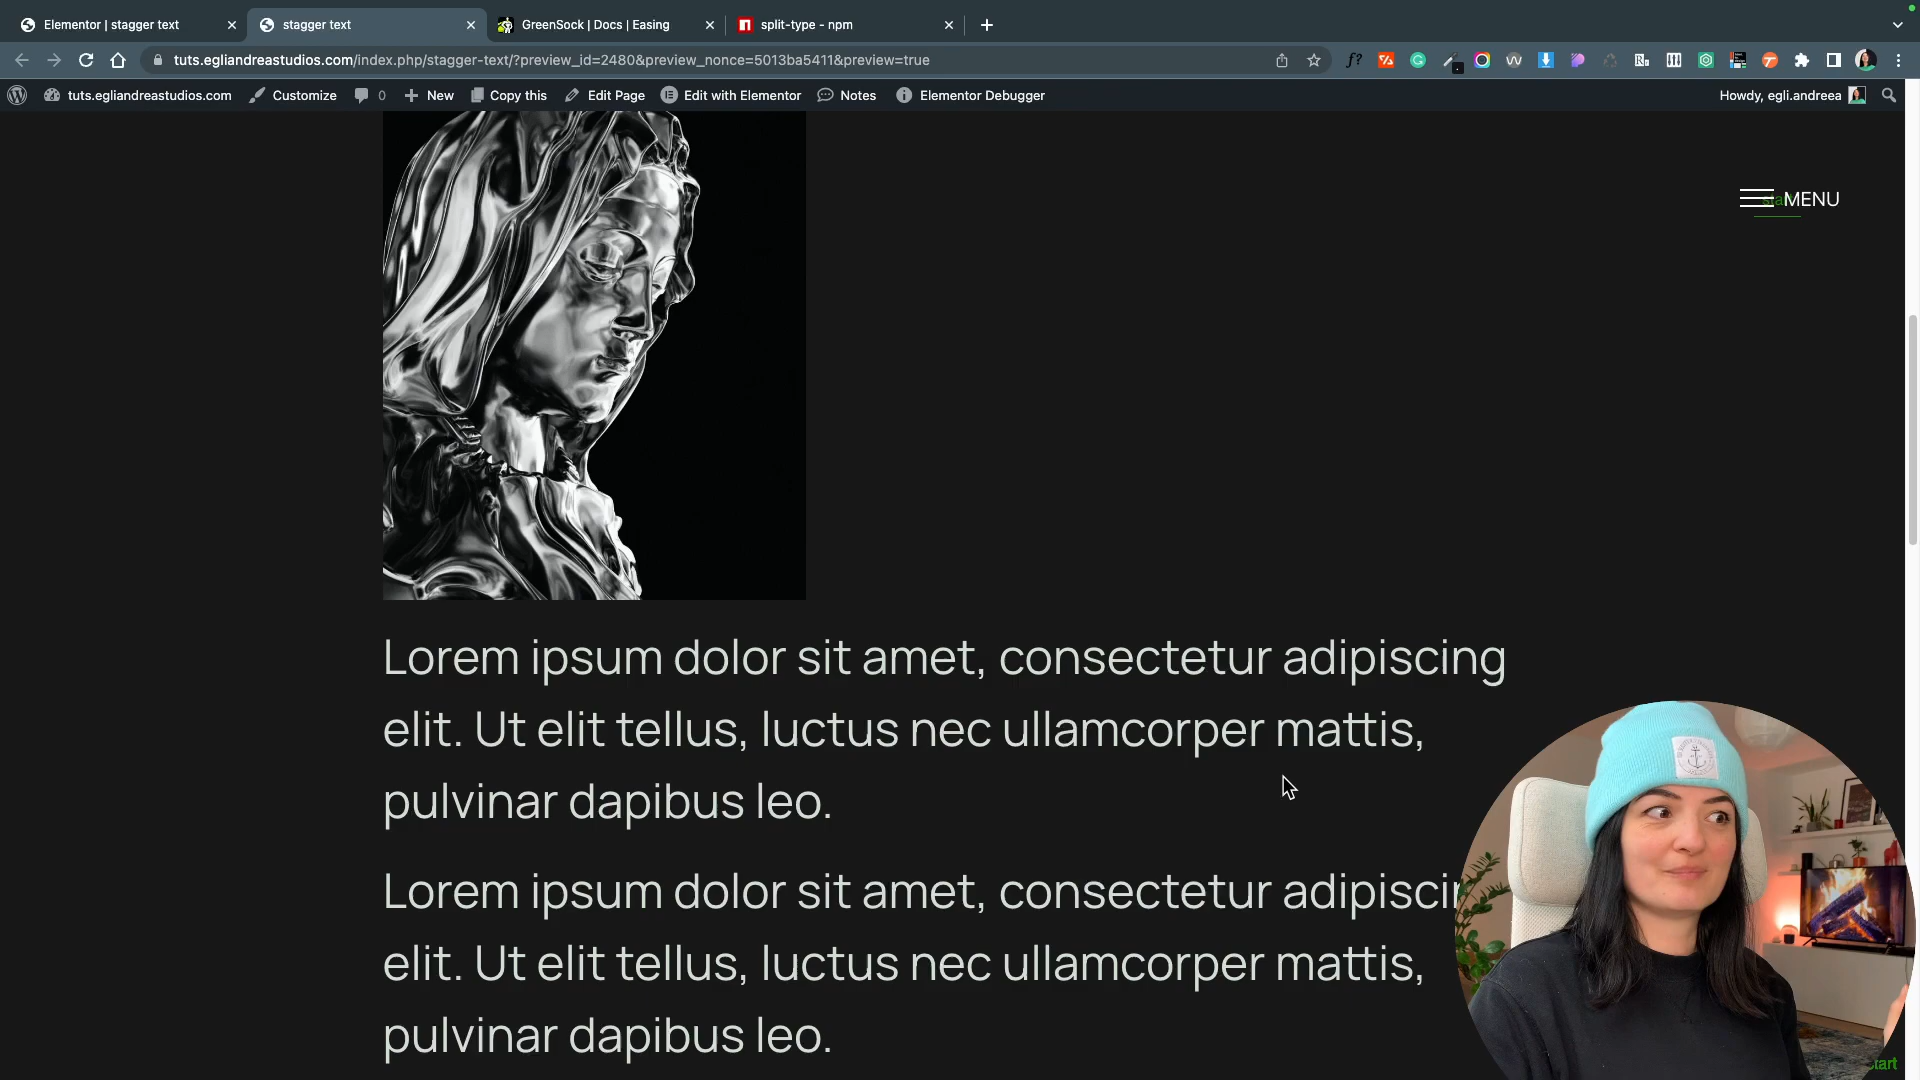 Elementor | stagger text
stagger text
GreenSock | Docs | Easing
split-type - npm
tuts.egliandreastudios.com/index.php/stagger-text/?preview_id=2480&preview_nonce=5013ba5411&preview=true
tuts.egliandreastudios.com
Customize
0
New
Copy this
Edit Page
Edit with Elementor
Notes
Elementor Debugger
Howdy, egli.andreea
MENU
Lorem ipsum dolor sit amet, consectetur adipiscing
elit. Ut elit tellus, luctus nec ullamcorper mattis,
pulvinar dapibus leo.
Lorem ipsum dolor sit amet, consectetur adipiscin
elit. Ut elit tellus, luctus nec ullamcorper mattis,
pulvinar dapibus leo.